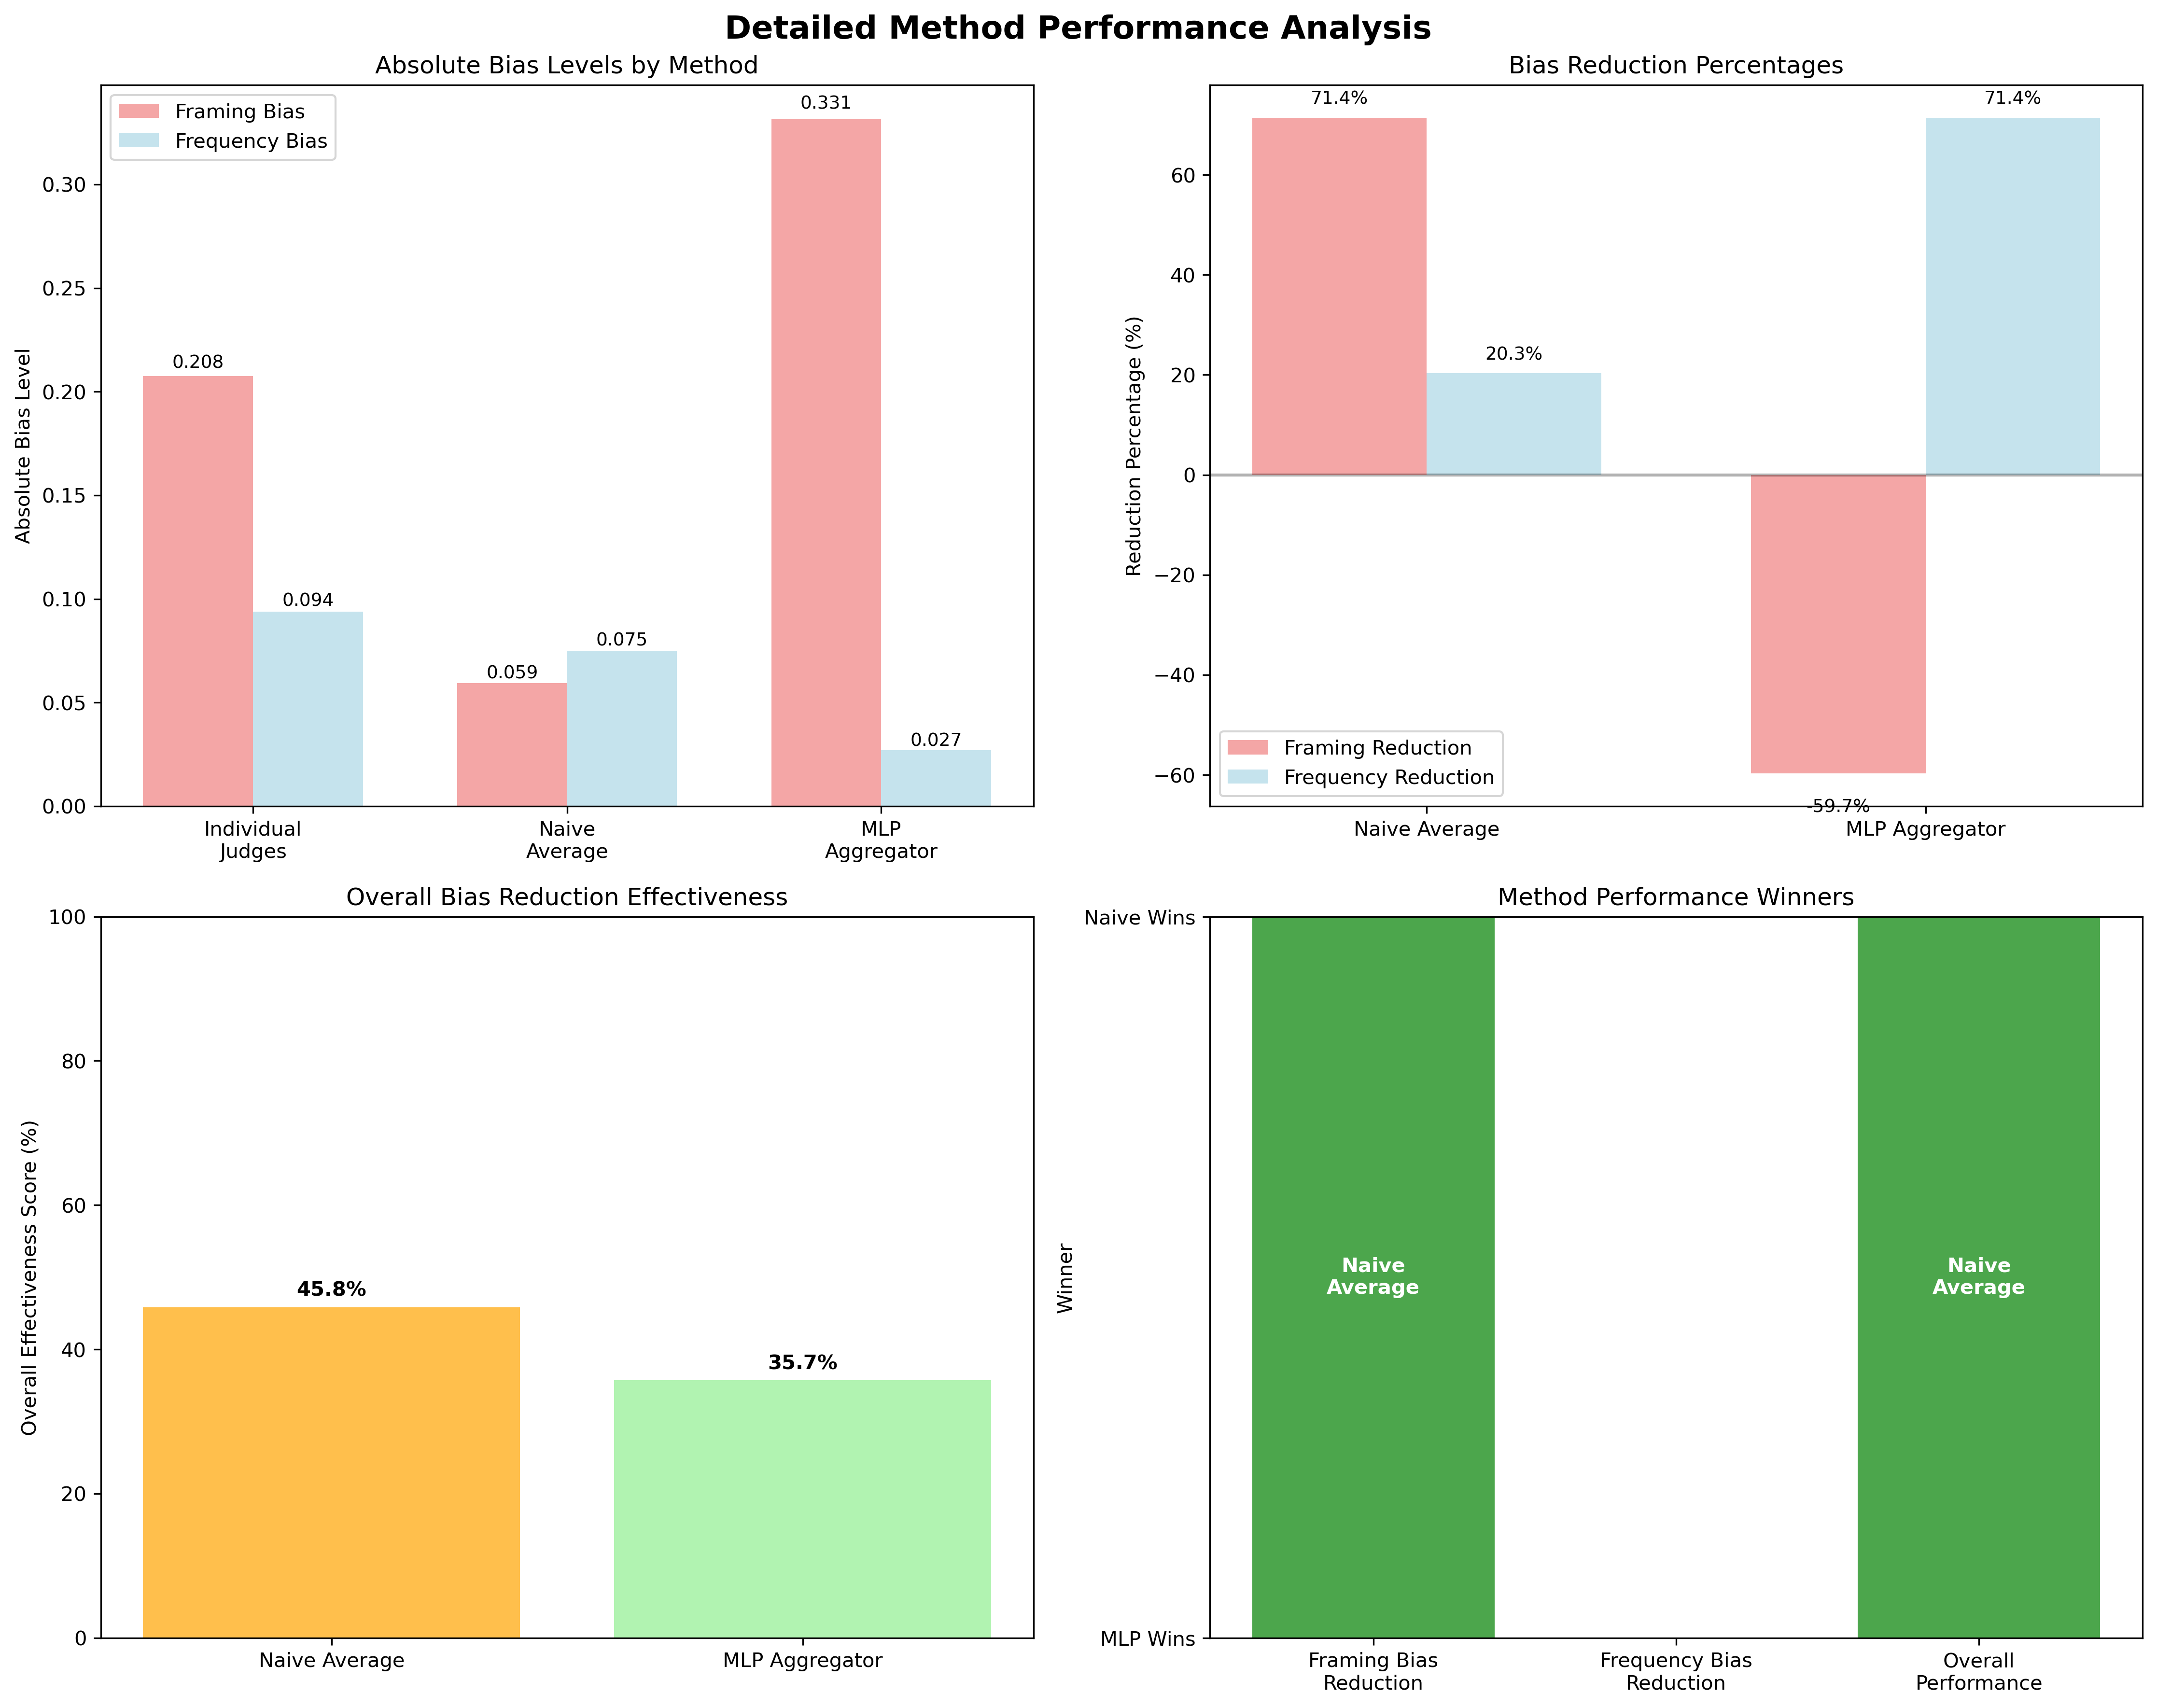 Detailed Method Performance Analysis
Absolute Bias Levels by Method
Framing Bias
Frequency Bias
Absolute Bias Level
0.30
0.25
0.20
0.15
0.10
0.05
0.00
0.208
0.094
0.059
0.075
0.331
0.027
Individual
Judges
Naive
Average
MLP
Aggregator
Bias Reduction Percentages
Reduction Percentage (%)
60
40
20
0
−20
−40
−60
71.4%
20.3%
-59.7%
71.4%
Framing Reduction
Frequency Reduction
Naive Average
MLP Aggregator
Overall Bias Reduction Effectiveness
Overall Effectiveness Score (%)
100
80
60
40
20
0
45.8%
35.7%
Naive Average
MLP Aggregator
Method Performance Winners
Winner
Naive Wins
MLP Wins
Naive
Average
Naive
Average
Framing Bias
Reduction
Frequency Bias
Reduction
Overall
Performance